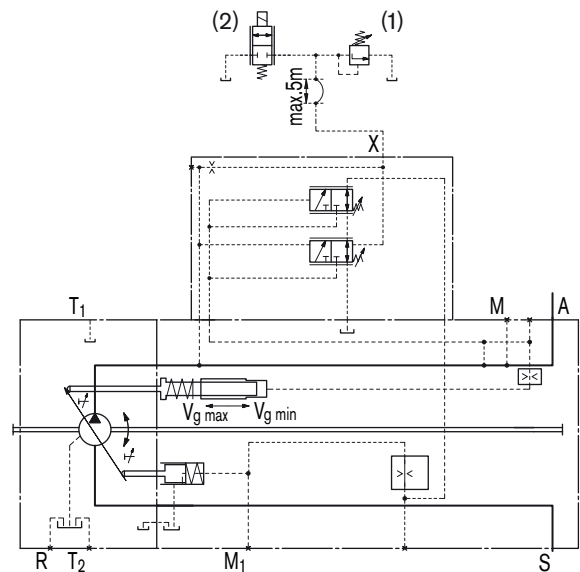 (2) (1)
max.5m
X
T1 M A
Vg max Vg min
R T2 M1 S